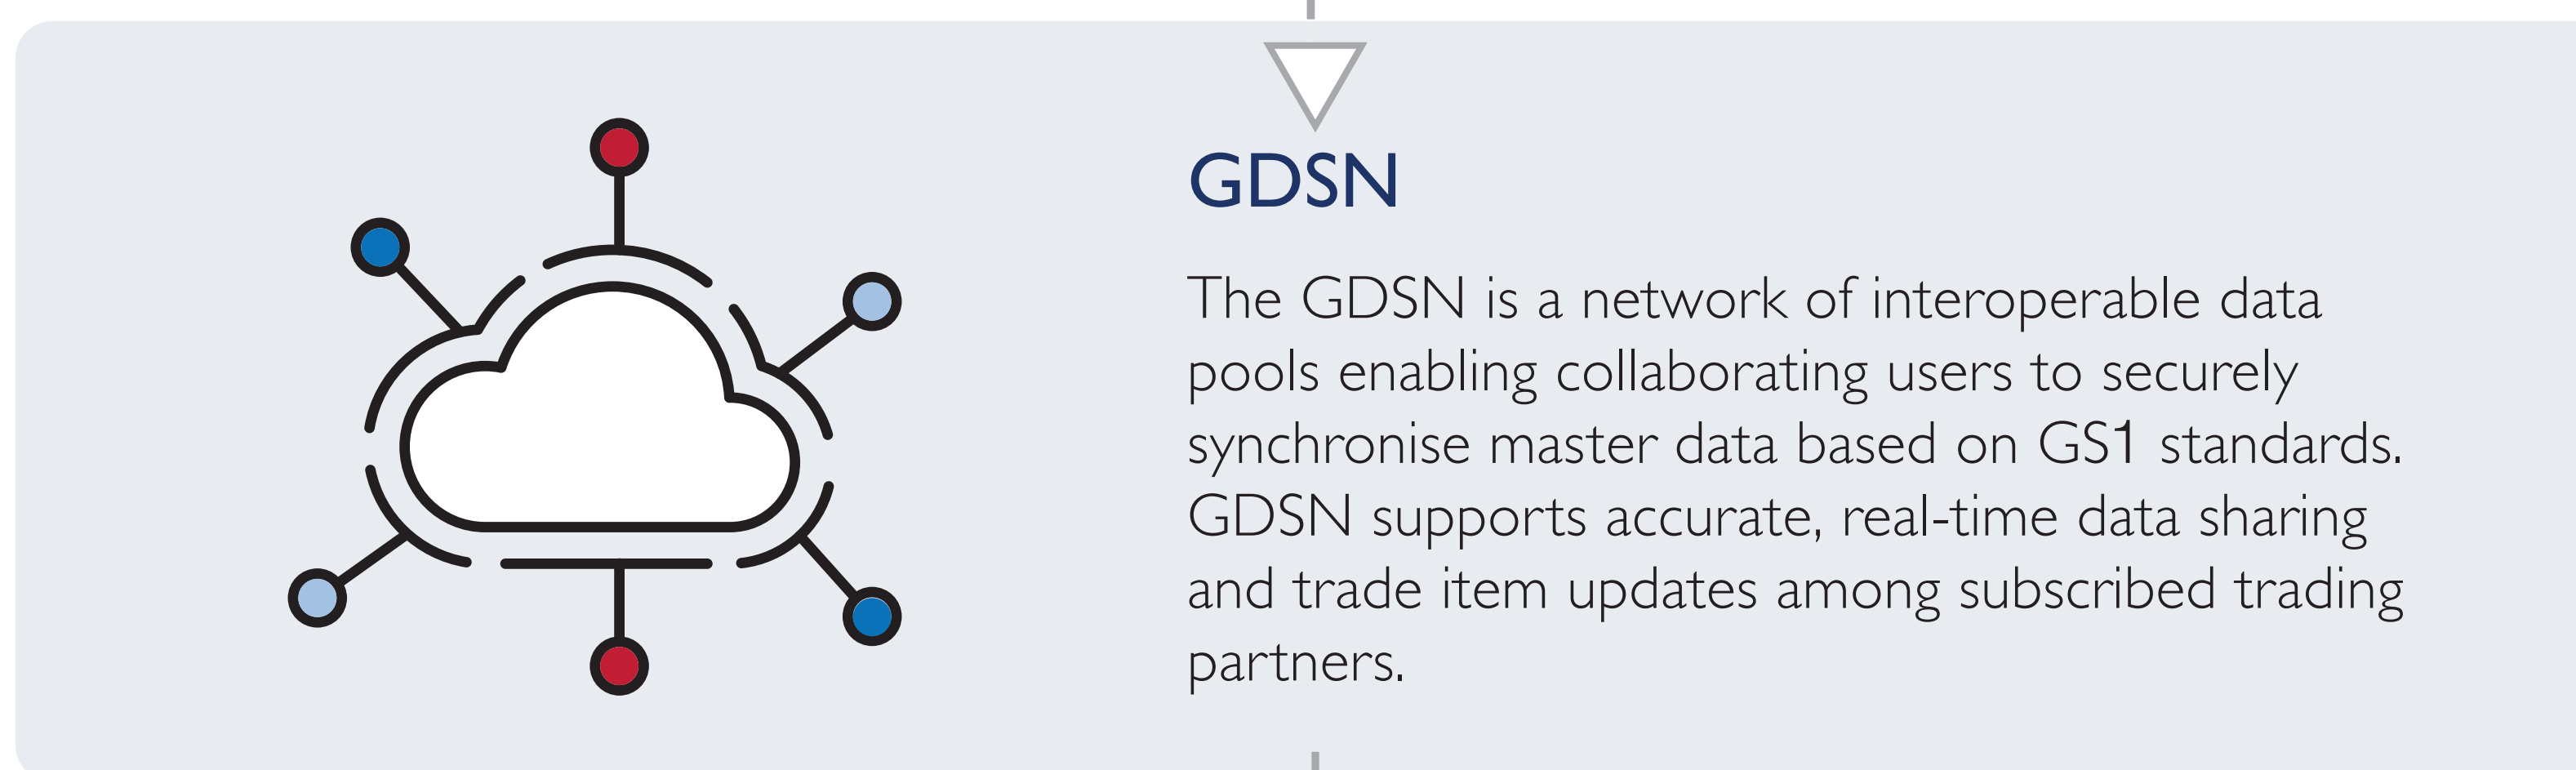 GDSN
The GDSN is a network of interoperable data
pools enabling collaborating users to securely
synchronise master data based on GS1 standards.
GDSN supports accurate, real-time data sharing
and trade item updates among subscribed trading
partners.